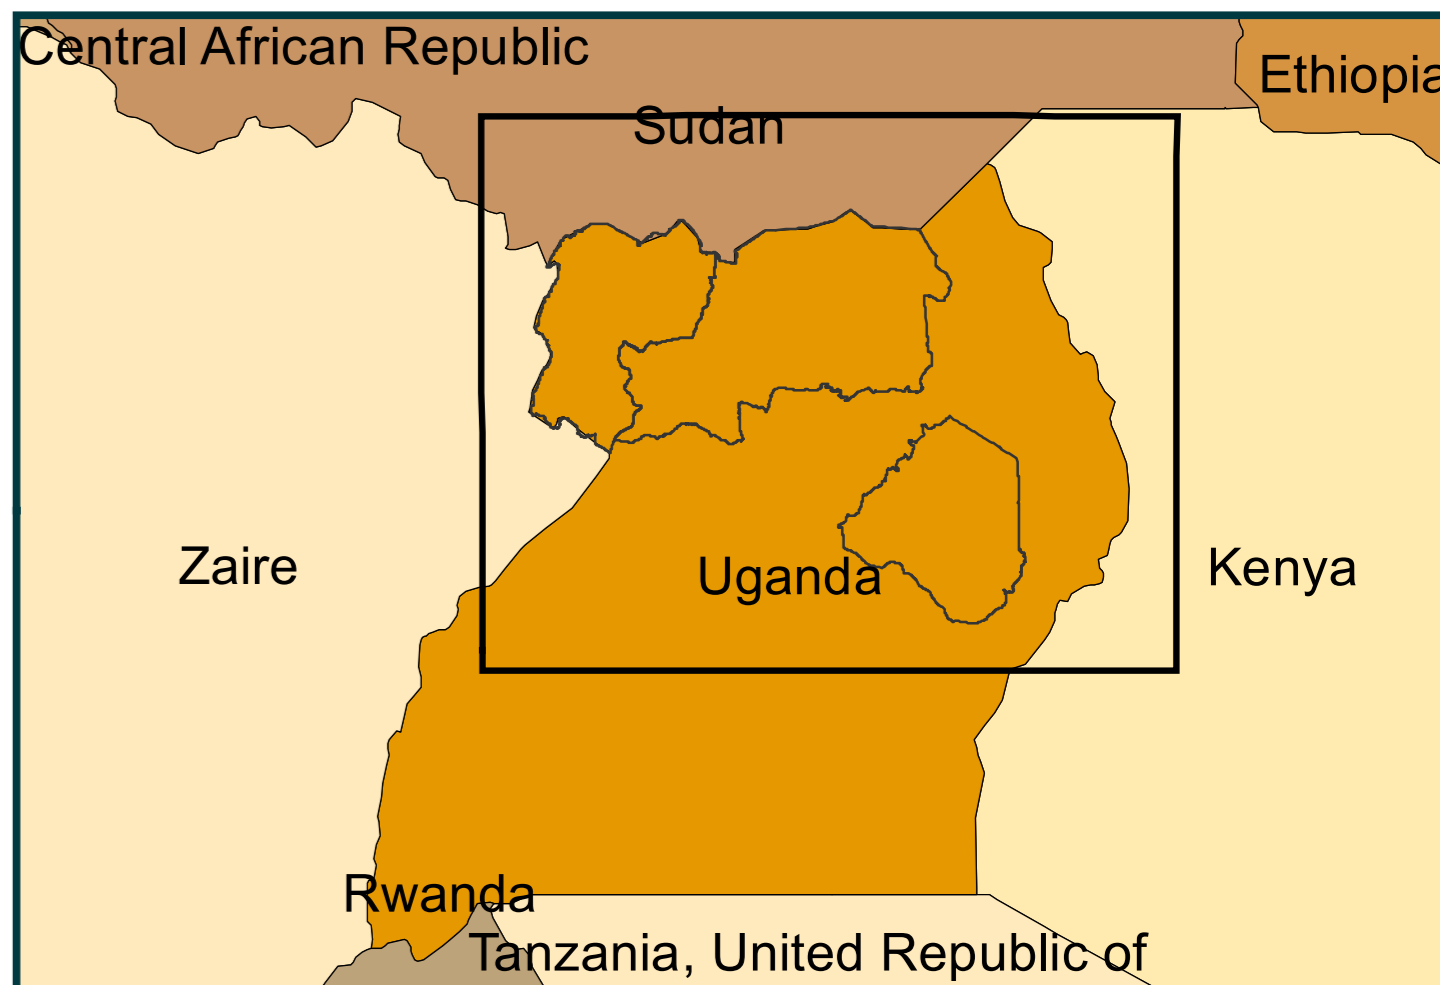 Central African Republic
Ethiopia
Sudan
Zaire
Uganda
Kenya
Rwanda
Tanzania, United Republic of